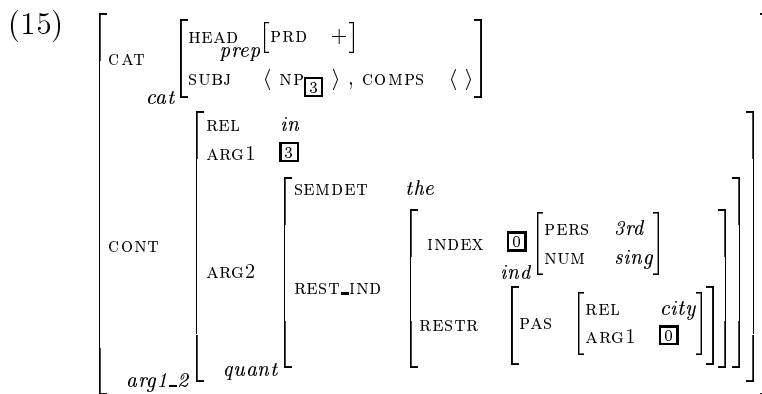 (15)
HEAD prep [PRD +]
CAT
SUBJ ⟨ NP[3] ⟩ , COMPS ⟨ ⟩
cat
REL in
ARG1 [3]
SEMDET the
INDEX [0] ind [PERS 3rd
NUM sing]
CONT
ARG2
REST_IND
RESTR [PAS [REL city
ARG1 [0]]]
quant
arg1_2